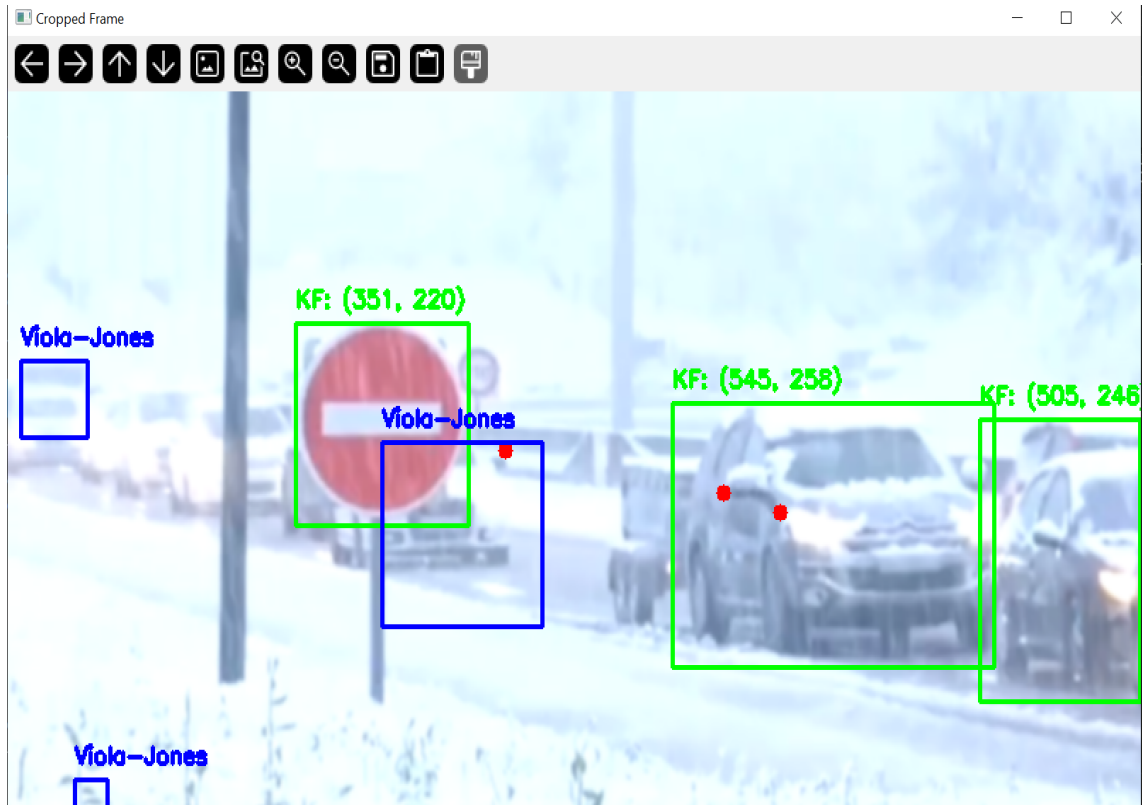 Cropped Frame
KF: (351, 220)
Viola-Jones
KF: (545, 258)
KF: (505, 246
Viola-Jones
Viola-Jones